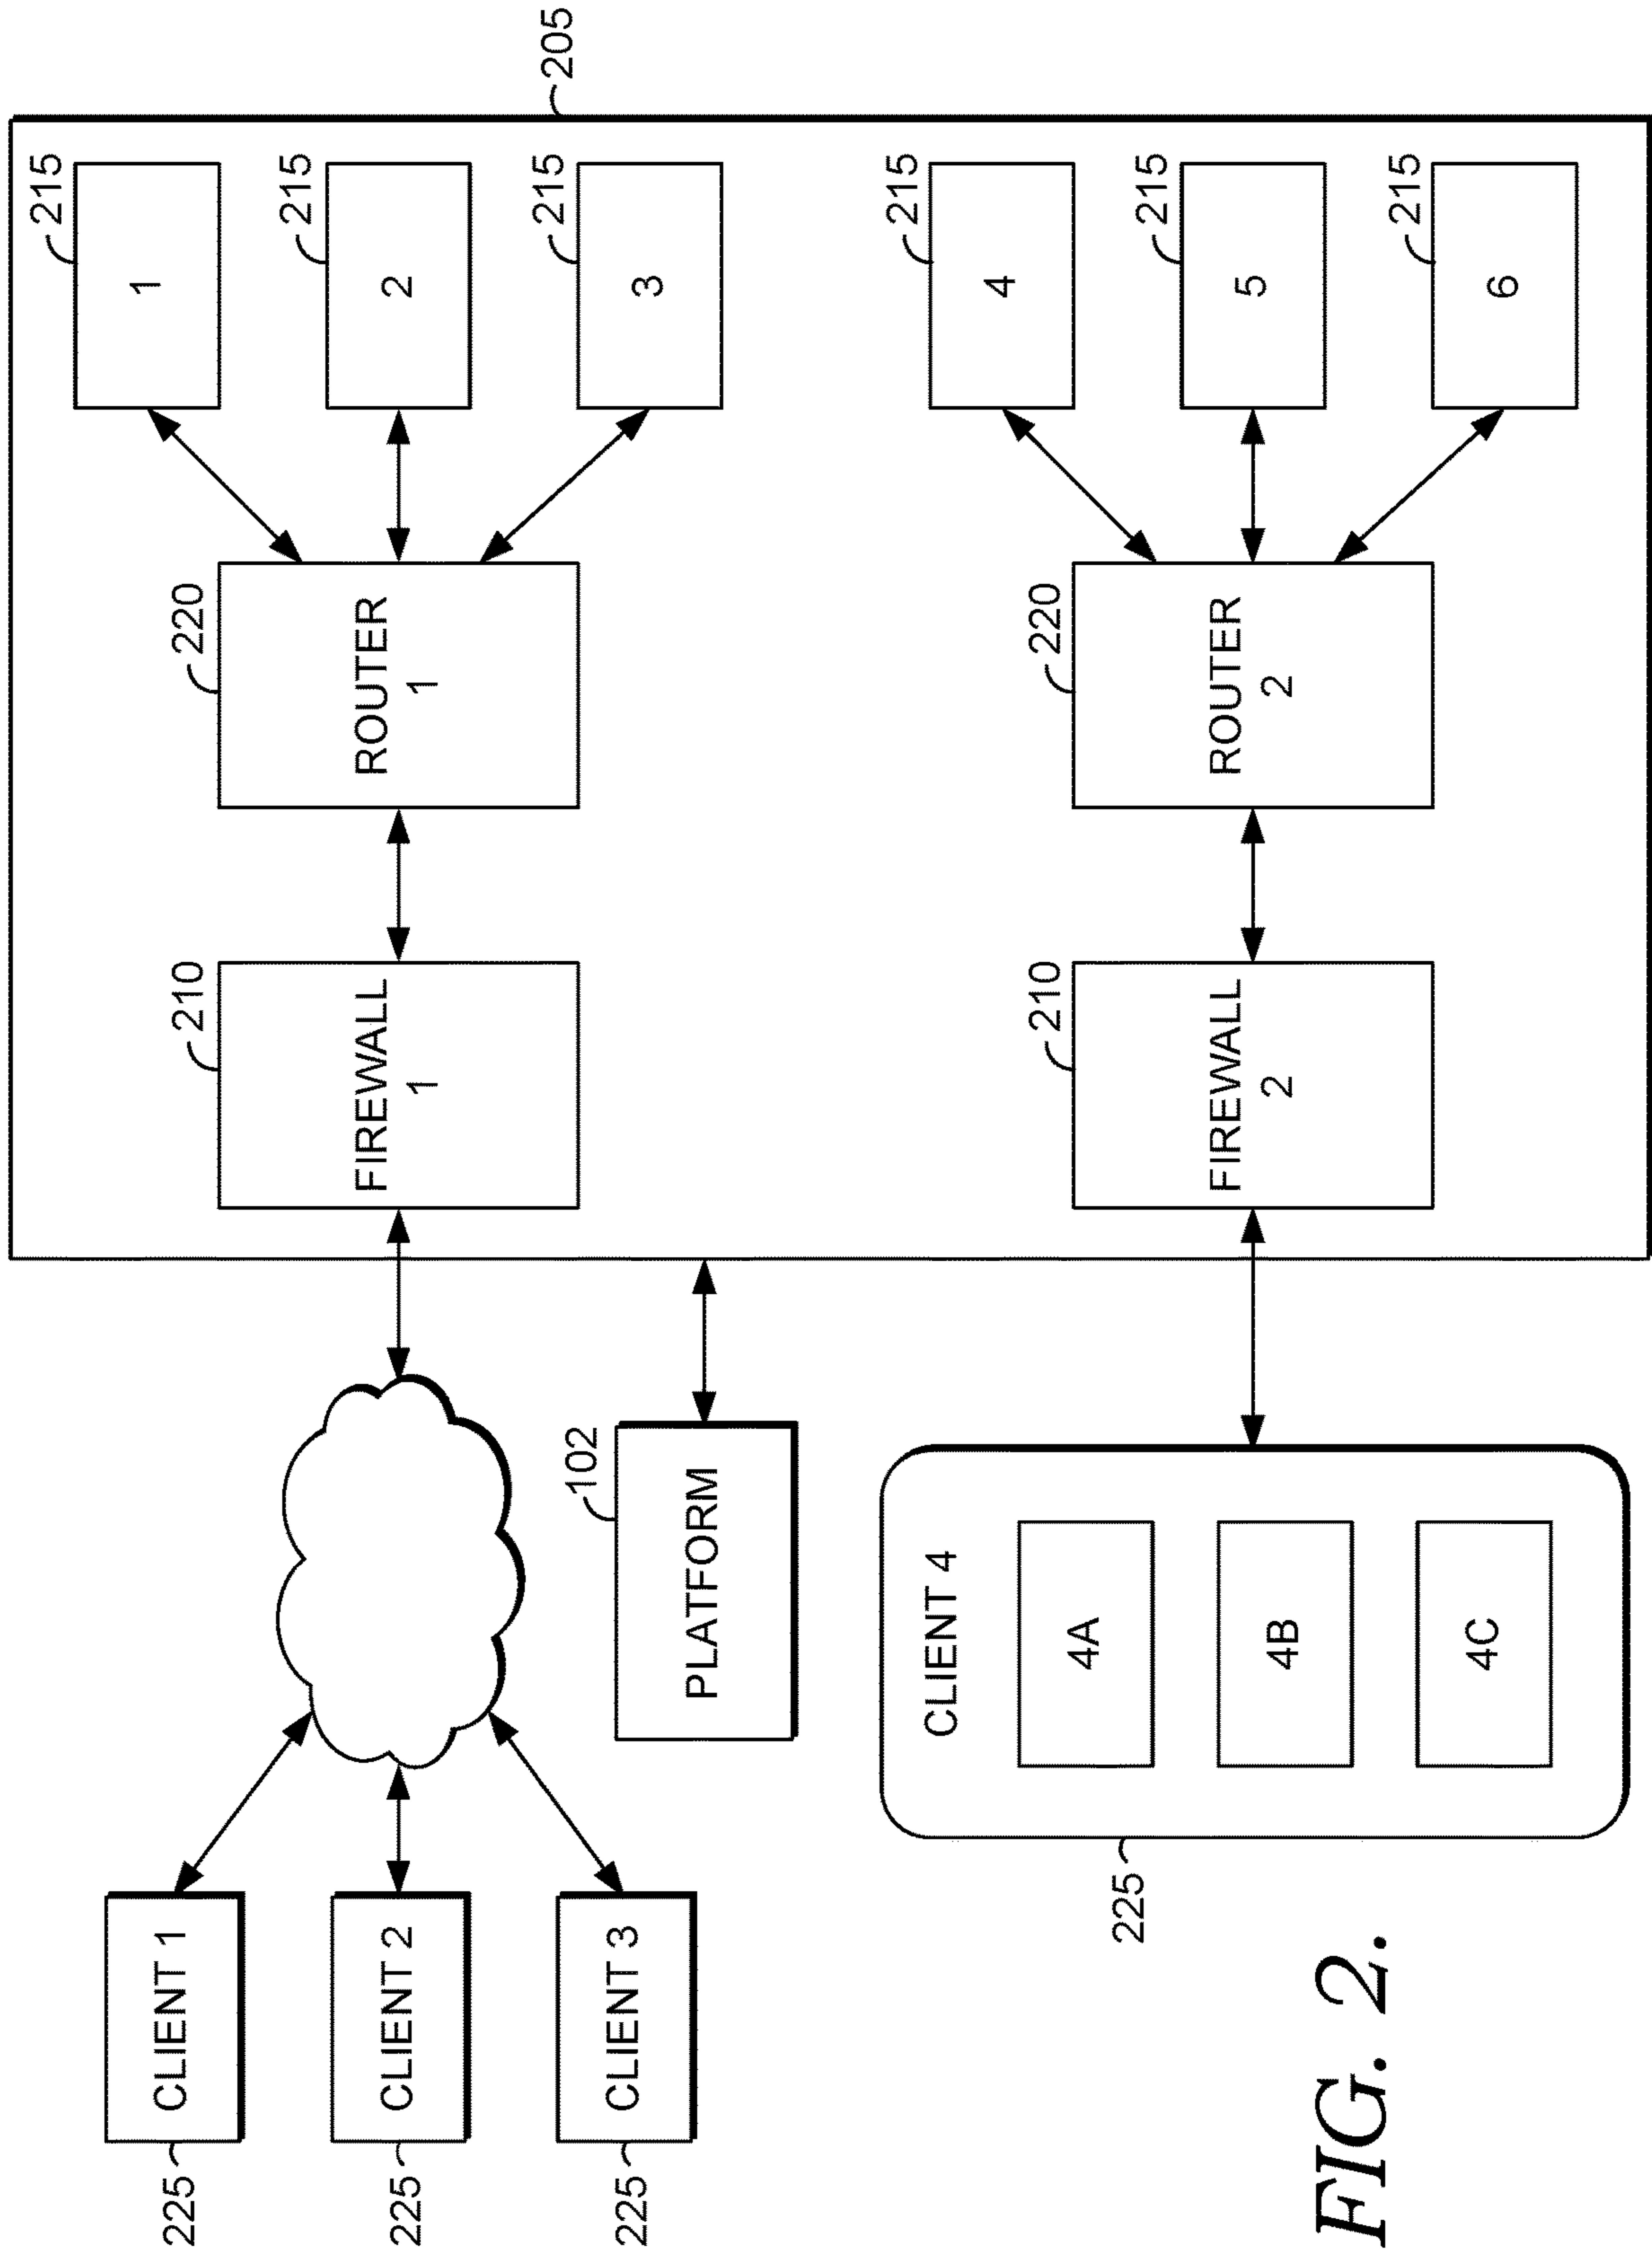 225
CLIENT 1
225
CLIENT 2
225
CLIENT 3
102
PLATFORM
225
CLIENT 4
4A
4B
4C
205
210
FIREWALL
1
220
ROUTER
1
215
1
215
2
215
3
210
FIREWALL
2
220
ROUTER
2
215
4
215
5
215
6
FIG. 2.